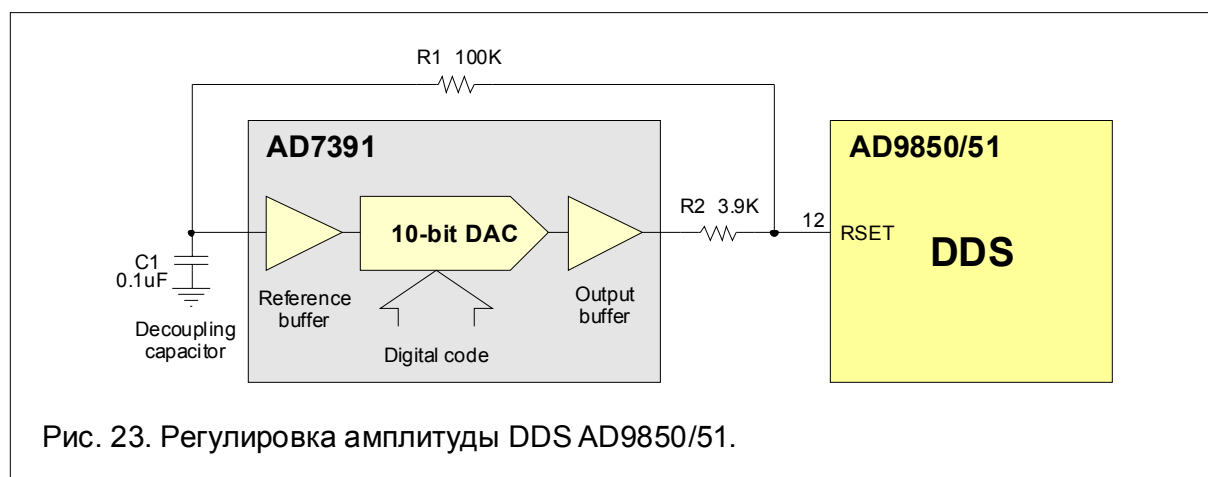 R1 100K
AD7391
AD9850/51
R2 3.9K
10-bit DAC
12
RSET
DDS
C1
0.1uF
Reference
buffer
Output
buffer
Decoupling
capacitor
Digital code
Рис. 23. Регулировка амплитуды DDS AD9850/51.